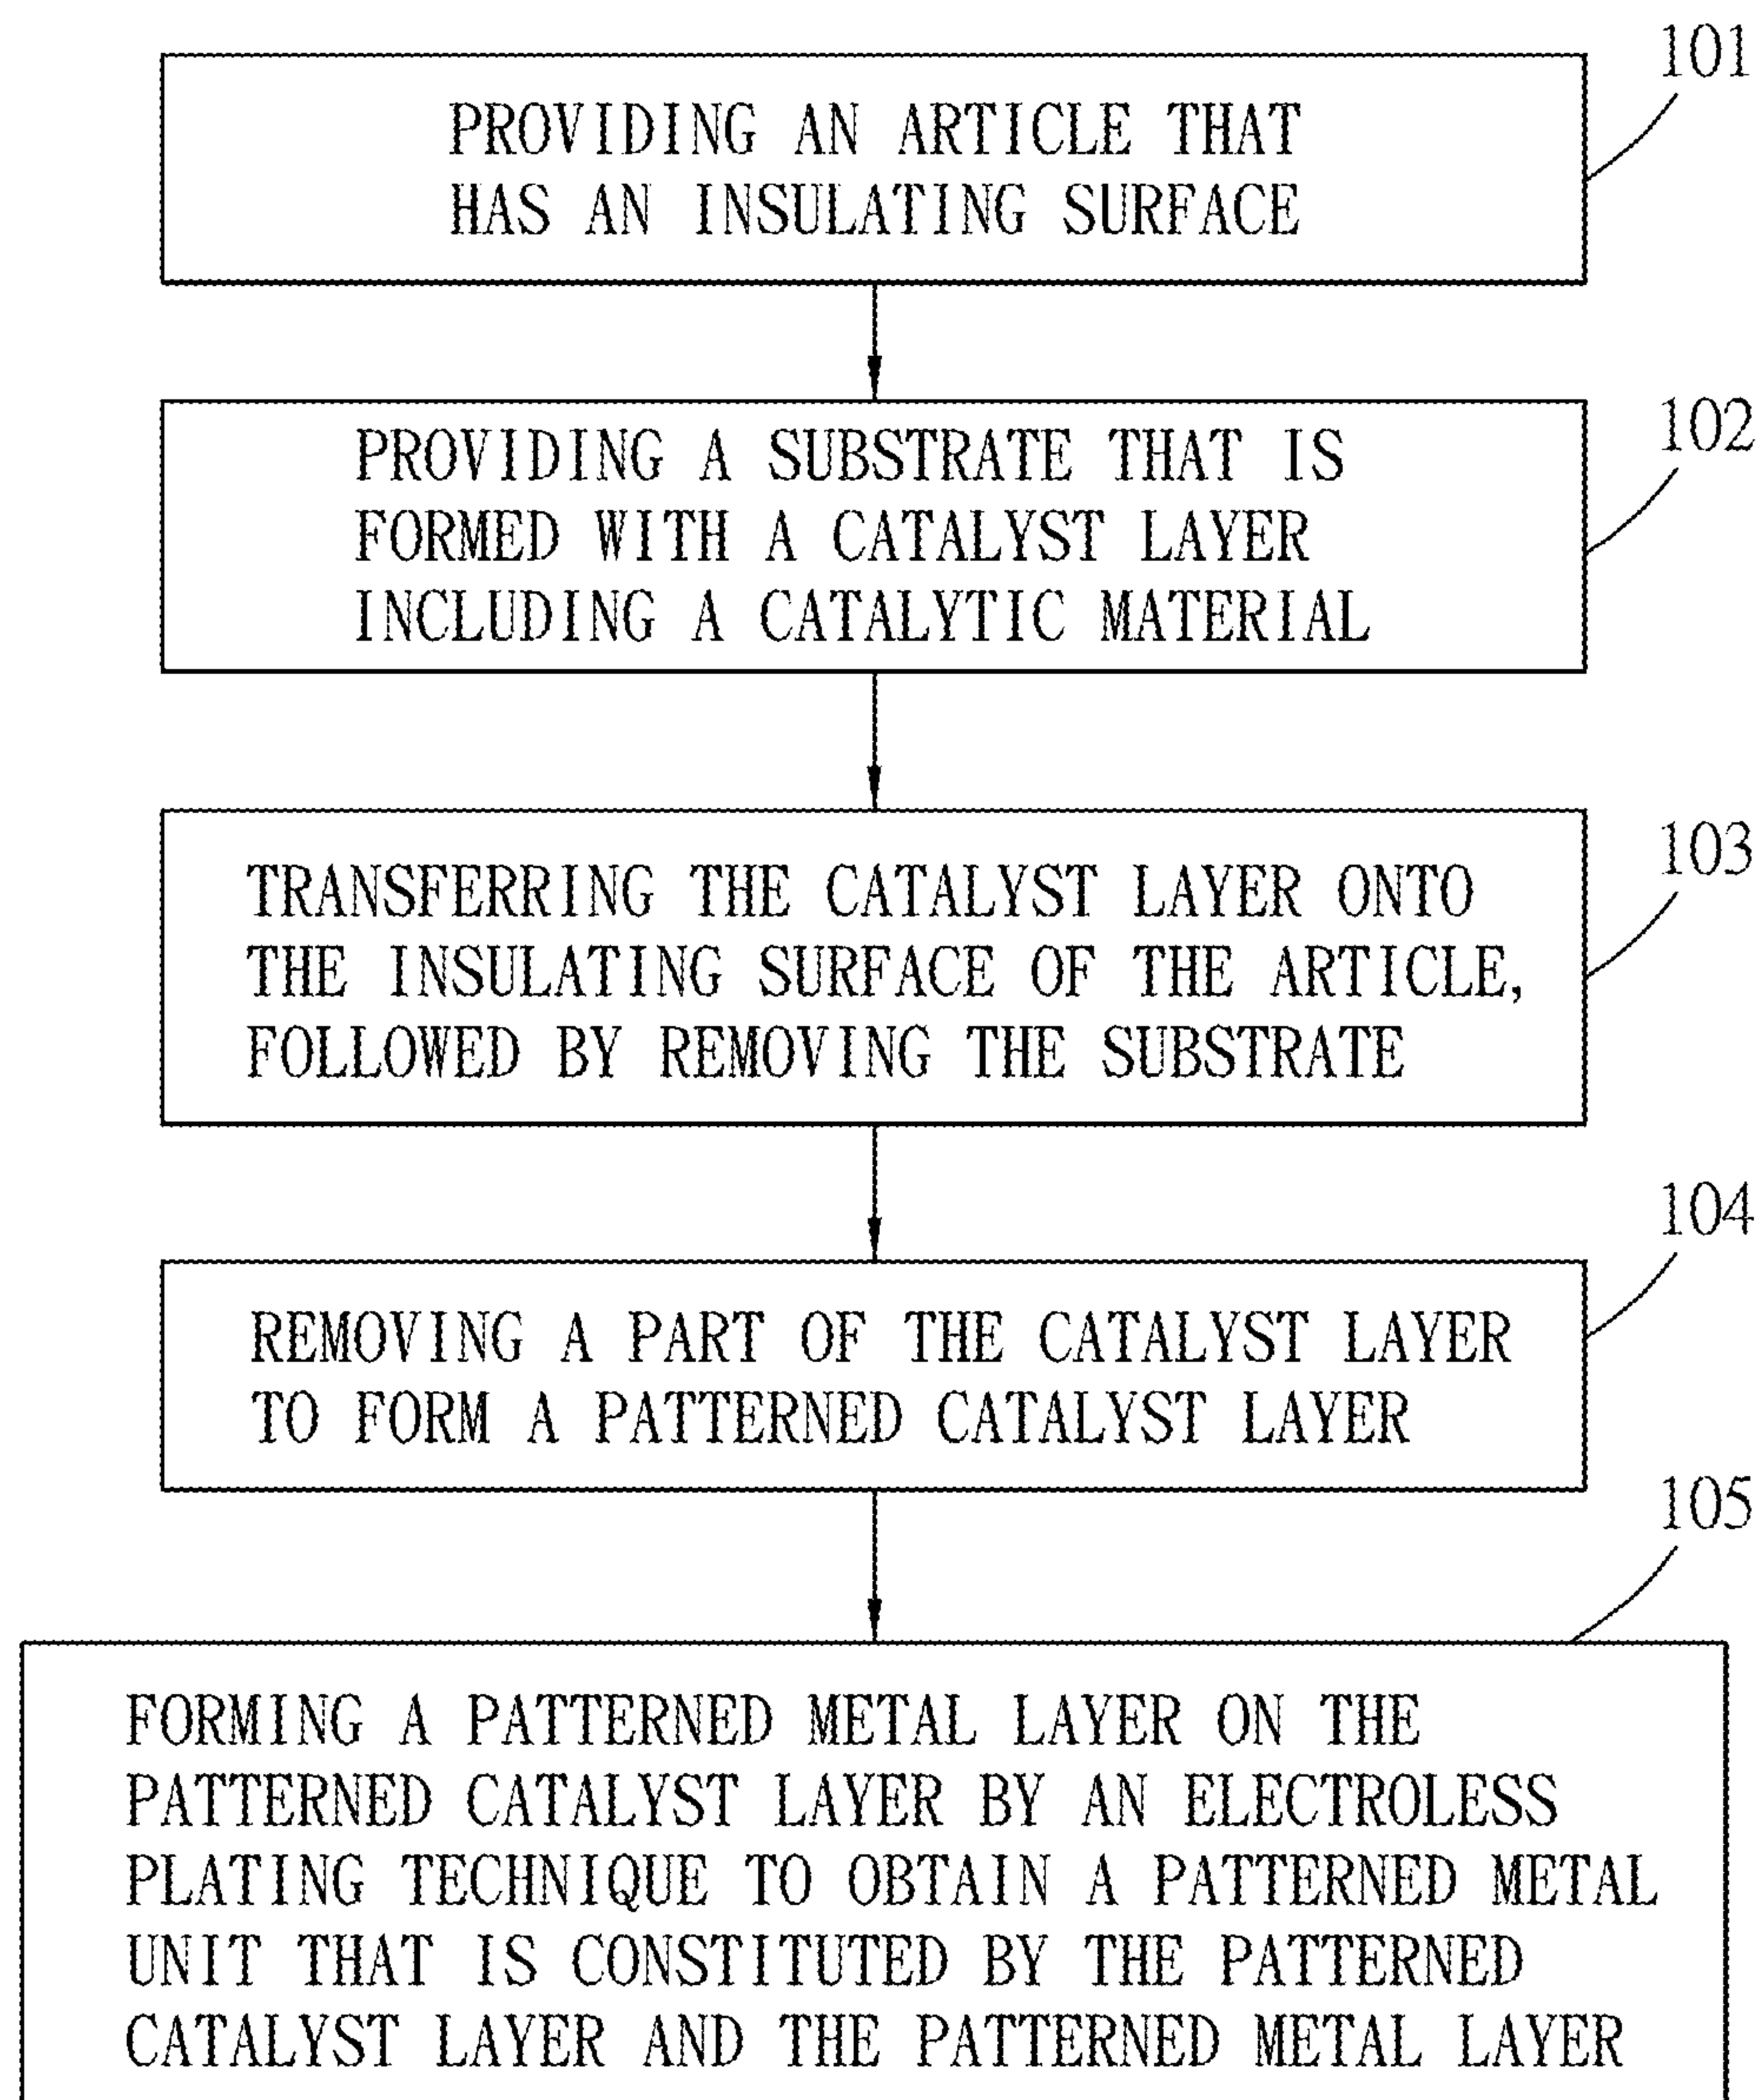 101
PROVIDING AN ARTICLE THAT
HAS AN INSULATING SURFACE
102
PROVIDING A SUBSTRATE THAT IS
FORMED WITH A CATALYST LAYER
INCLUDING A CATALYTIC MATERIAL
103
TRANSFERRING THE CATALYST LAYER ONTO
THE INSULATING SURFACE OF THE ARTICLE,
FOLLOWED BY REMOVING THE SUBSTRATE
104
REMOVING A PART OF THE CATALYST LAYER
TO FORM A PATTERNED CATALYST LAYER
105
FORMING A PATTERNED METAL LAYER ON THE
PATTERNED CATALYST LAYER BY AN ELECTROLESS
PLATING TECHNIQUE TO OBTAIN A PATTERNED METAL
UNIT THAT IS CONSTITUTED BY THE PATTERNED
CATALYST LAYER AND THE PATTERNED METAL LAYER